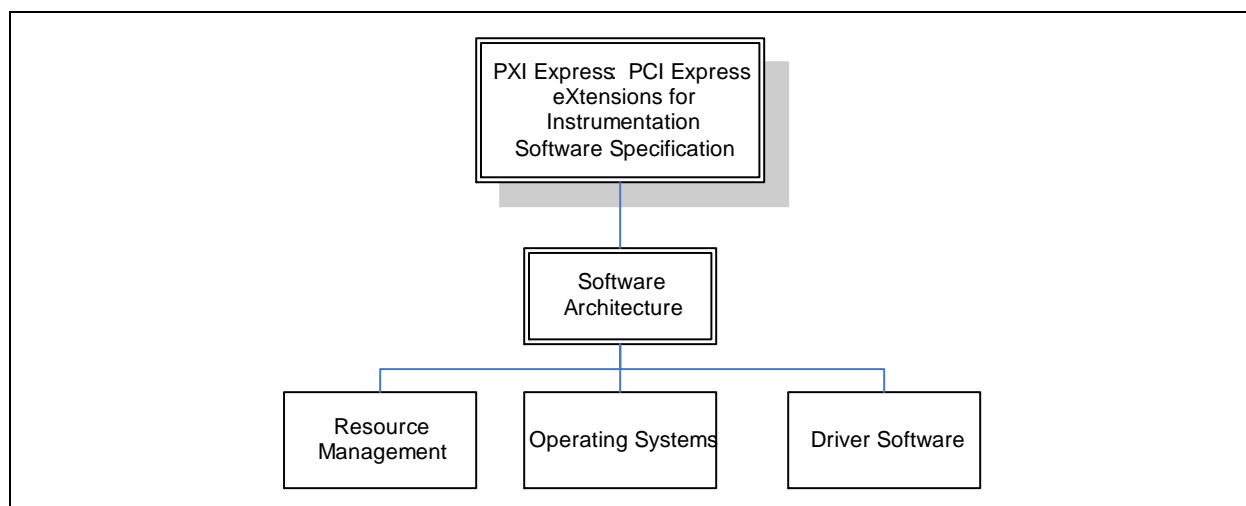 PXI Express: PCI Express
eXtensions for
Instrumentation
Software Specification
Software
Architecture
Resource
Management
Operating Systems
Driver Software